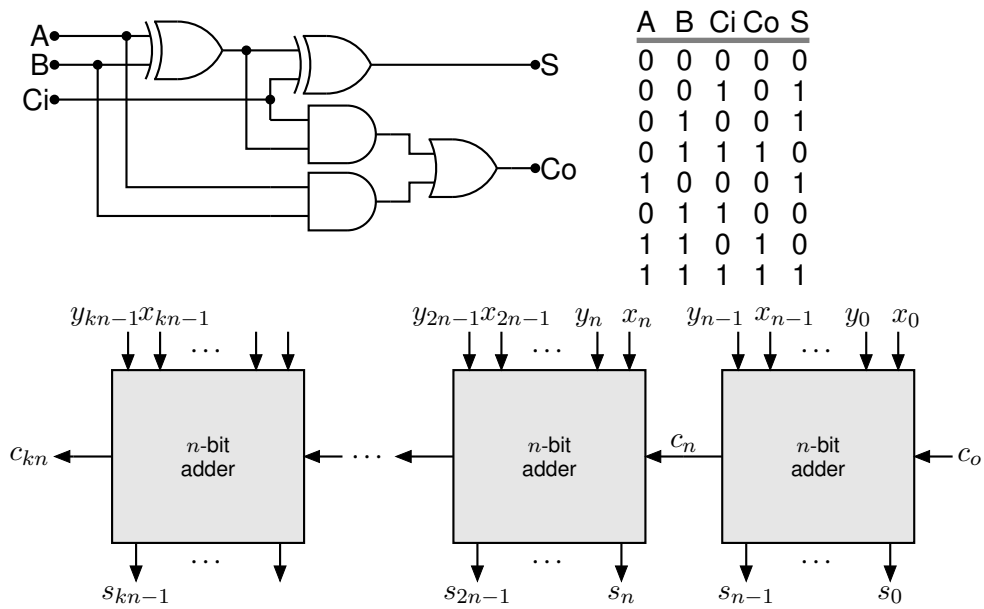 A
B
Ci
S
Co
A B Ci Co S
0 0 0 0 0
0 0 1 0 1
0 1 0 0 1
0 1 1 1 0
1 0 0 0 1
0 1 1 0 0
1 1 0 1 0
1 1 1 1 1
y_{kn−1} x_{kn−1} ⋯ y_{2n−1} x_{2n−1} ⋯ y_n x_n y_{n−1} x_{n−1} ⋯ y_0 x_0
n-bit
adder
n-bit
adder
n-bit
adder
c_{kn} ⋯ c_n c_o
s_{kn−1} ⋯ s_{2n−1} ⋯ s_n s_{n−1} ⋯ s_0